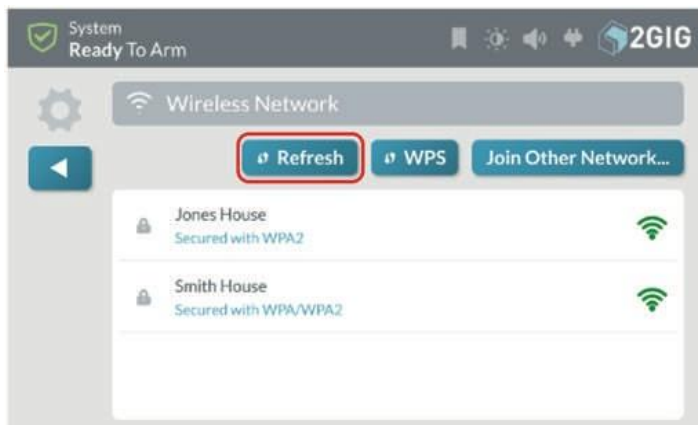 System
Ready To Arm
2GIG
Wireless Network
Refresh
WPS
Join Other Network...
Jones House
Secured with WPA2
Smith House
Secured with WPA/WPA2